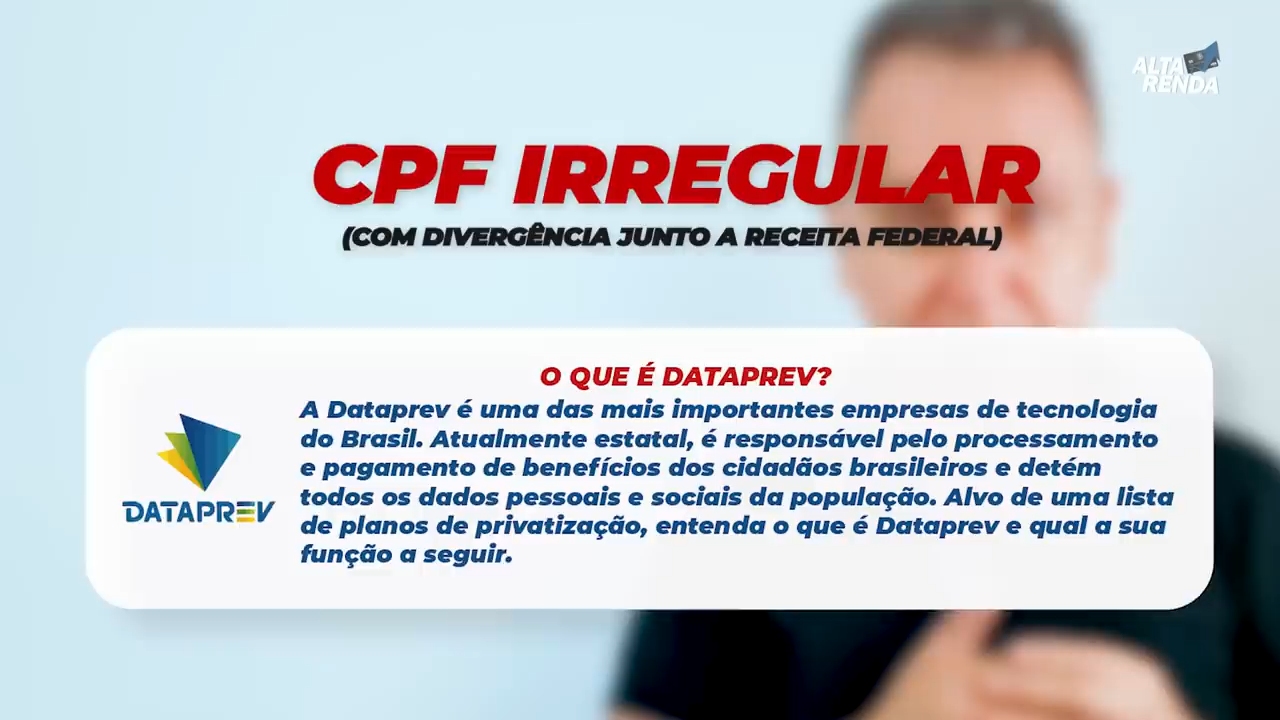 ALTA
RENDA
CPF IRREGULAR
(COM DIVERGÊNCIA JUNTO A RECEITA FEDERAL)
O QUE É DATAPREV?
A Dataprev é uma das mais importantes empresas de tecnologia
do Brasil. Atualmente estatal, é responsável pelo processamento
e pagamento de benefícios dos cidadãos brasileiros e detém
todos os dados pessoais e sociais da população. Alvo de uma lista
de planos de privatização, entenda o que é Dataprev e qual a sua
função a seguir.
DATAPREV